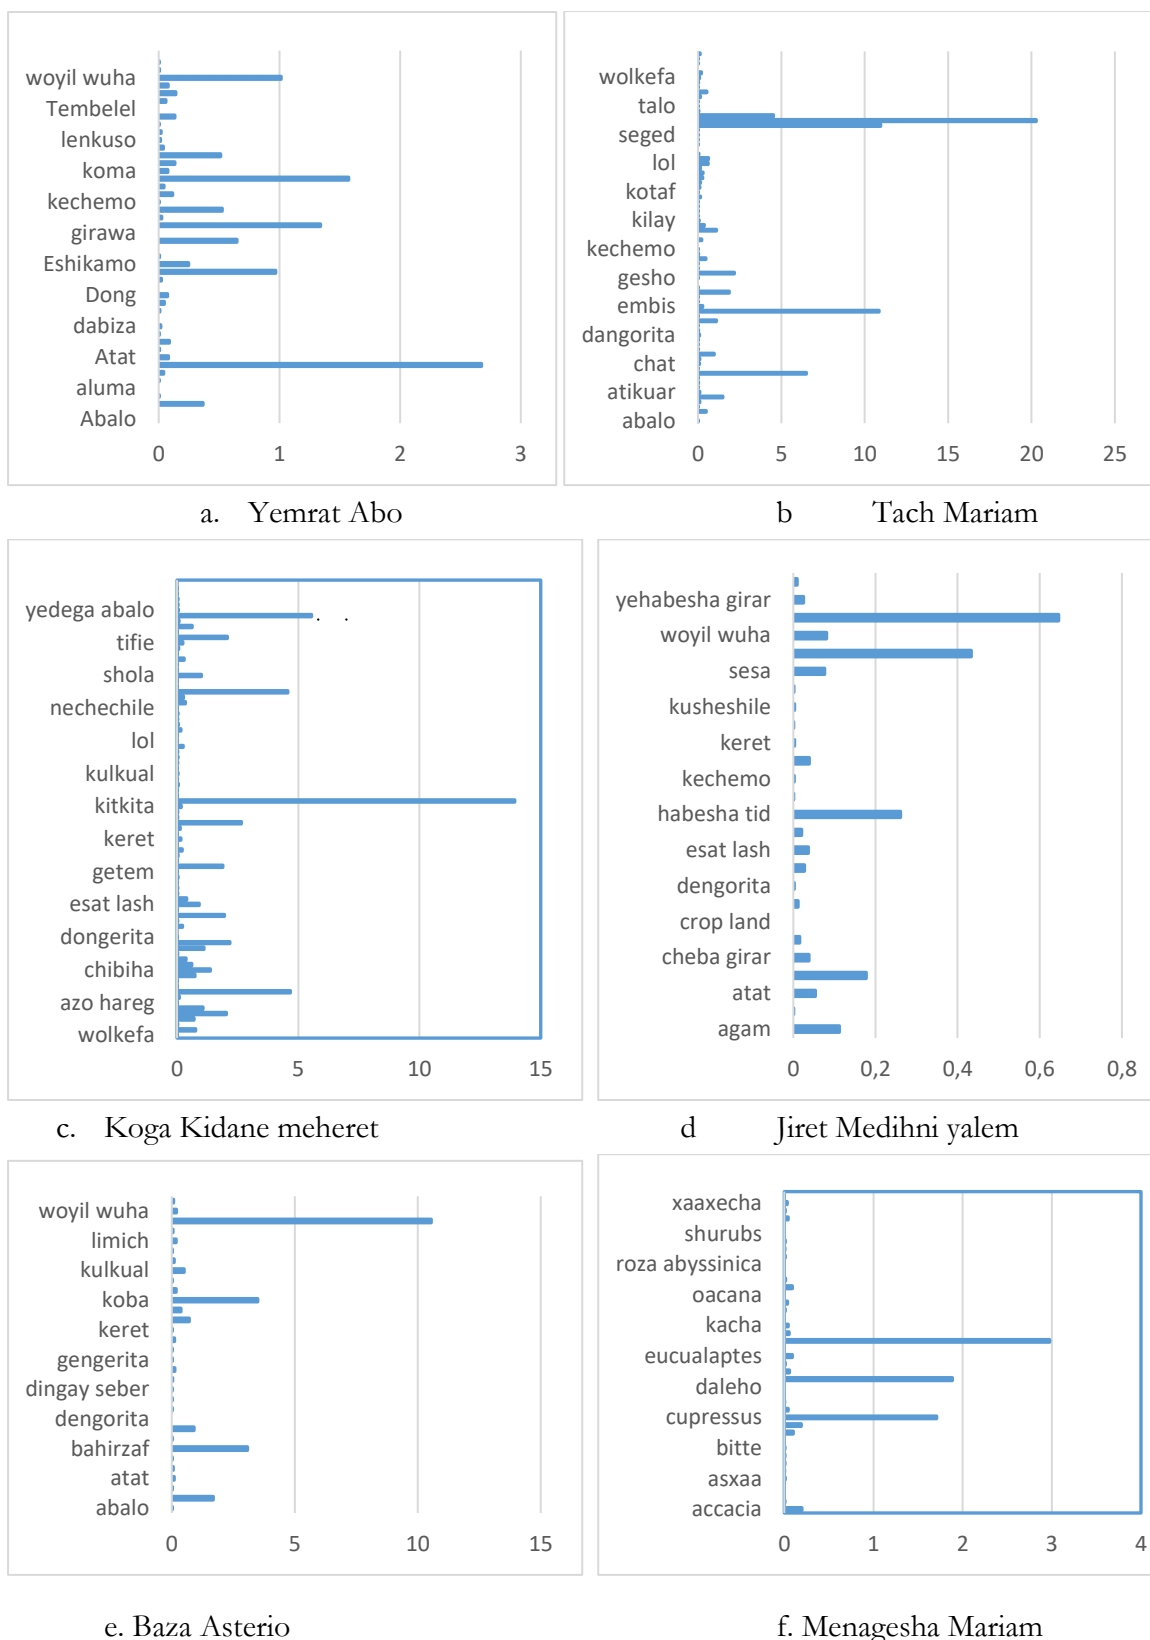 woyil wuha
Tembelel
lenkuso
koma
kechemo
girawa
Eshikamo
Dong
dabiza
Atat
aluma
Abalo
0 1 2 3
wolkefa
talo
seged
lol
kotaf
kilay
kechemo
gesho
embis
dangorita
chat
atikuar
abalo
0 5 10 15 20 25
a. Yemrat Abo
b Tach Mariam
yedega abalo
tifie
shola
nechechile
lol
kulkual
kitkita
keret
getem
esat lash
dongerita
chibiha
azo hareg
wolkefa
0 5 10 15
yehabesha girar
woyil wuha
sesa
kusheshile
keret
kechemo
habesha tid
esat lash
dengorita
crop land
cheba girar
atat
agam
0 0,2 0,4 0,6 0,8
c. Koga Kidane meheret
d Jiret Medihni yalem
woyil wuha
limich
kulkual
koba
keret
gengerita
dingay seber
dengorita
bahirzaf
atat
abalo
0 5 10 15
xaaxecha
shurubs
roza abyssinica
oacana
kacha
eucualaptes
daleho
cupressus
bitte
asxaa
accacia
0 1 2 3 4
e. Baza Asterio
f. Menagesha Mariam